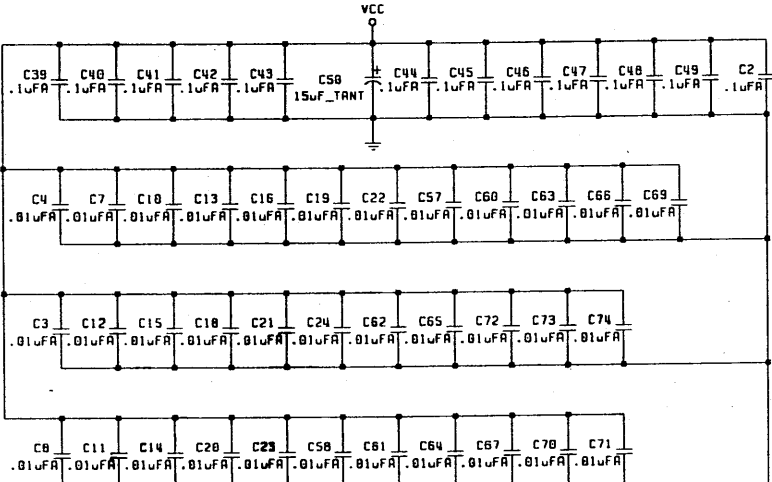 VCC
C39 C40 C41 C42 C43 C50 C44 C45 C46 C47 C48 C49 C2
.1uFA .1uFA .1uFA .1uFA .1uFA 15uF_TANT .1uFA .1uFA .1uFA .1uFA .1uFA .1uFA .1uFA
+
C4 C7 C10 C13 C16 C19 C22 C57 C60 C63 C66 C69
.01uFA .01uFA .01uFA .01uFA .01uFA .01uFA .01uFA .01uFA .01uFA .01uFA .01uFA .01uFA
C3 C12 C15 C18 C21 C24 C62 C65 C72 C73 C74
.01uFA .01uFA .01uFA .01uFA .01uFA .01uFA .01uFA .01uFA .01uFA .01uFA .01uFA
C8 C11 C14 C20 C23 C58 C61 C64 C67 C70 C71
.01uFA .01uFA .01uFA .01uFA .01uFA .01uFA .01uFA .01uFA .01uFA .01uFA .01uFA